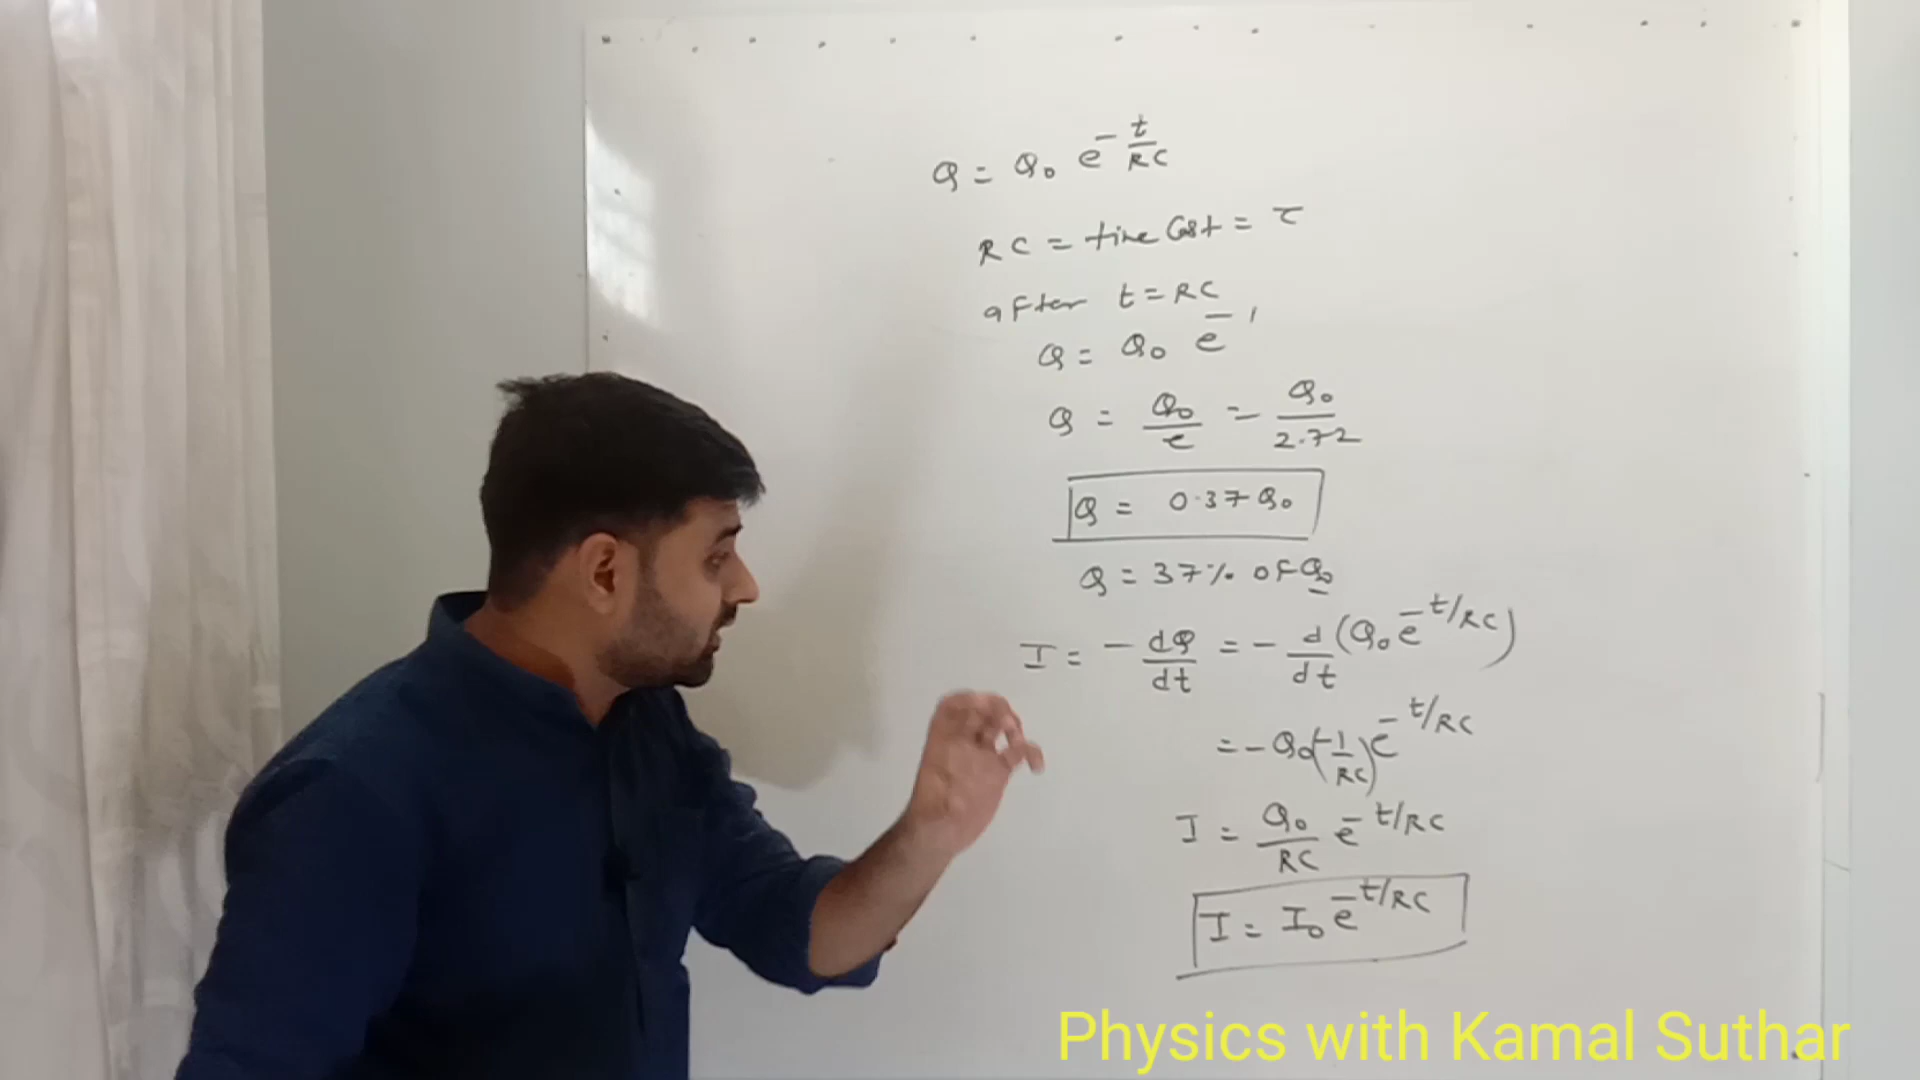 Q = Q₀ e^(-t/RC)
RC = time Cost = τ
after t = RC
Q = Q₀ e⁻¹
Q = Q₀/e = Q₀/2.72
Q = 0.37 Q₀
Q = 37% of Q₀
I = - dQ/dt = - d/dt (Q₀ e^(-t/RC))
= - Q₀ (-1/RC) e^(-t/RC)
I = Q₀/RC e^(-t/RC)
I = I₀ e^(-t/RC)
Physics with Kamal Suthar